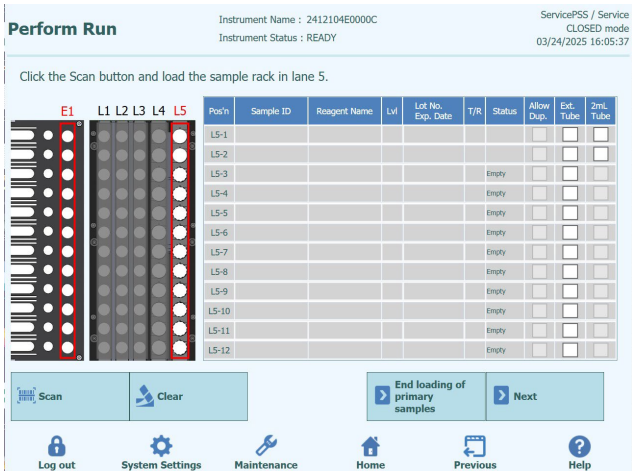 Perform Run
Instrument Name : 2412104E0000C
Instrument Status : READY
ServicePSS / Service
CLOSED mode
03/24/2025 16:05:37
Click the Scan button and load the sample rack in lane 5.
E1 L1 L2 L3 L4 L5
Pos'n Sample ID Reagent Name Lvl Lot No. Exp. Date T/R Status Allow Dup. Ext. Tube 2mL Tube
L5-1
L5-2
L5-3 Empty
L5-4 Empty
L5-5 Empty
L5-6 Empty
L5-7 Empty
L5-8 Empty
L5-9 Empty
L5-10 Empty
L5-11 Empty
L5-12 Empty
Scan
Clear
End loading of
primary
samples
Next
Log out System Settings Maintenance Home Previous Help